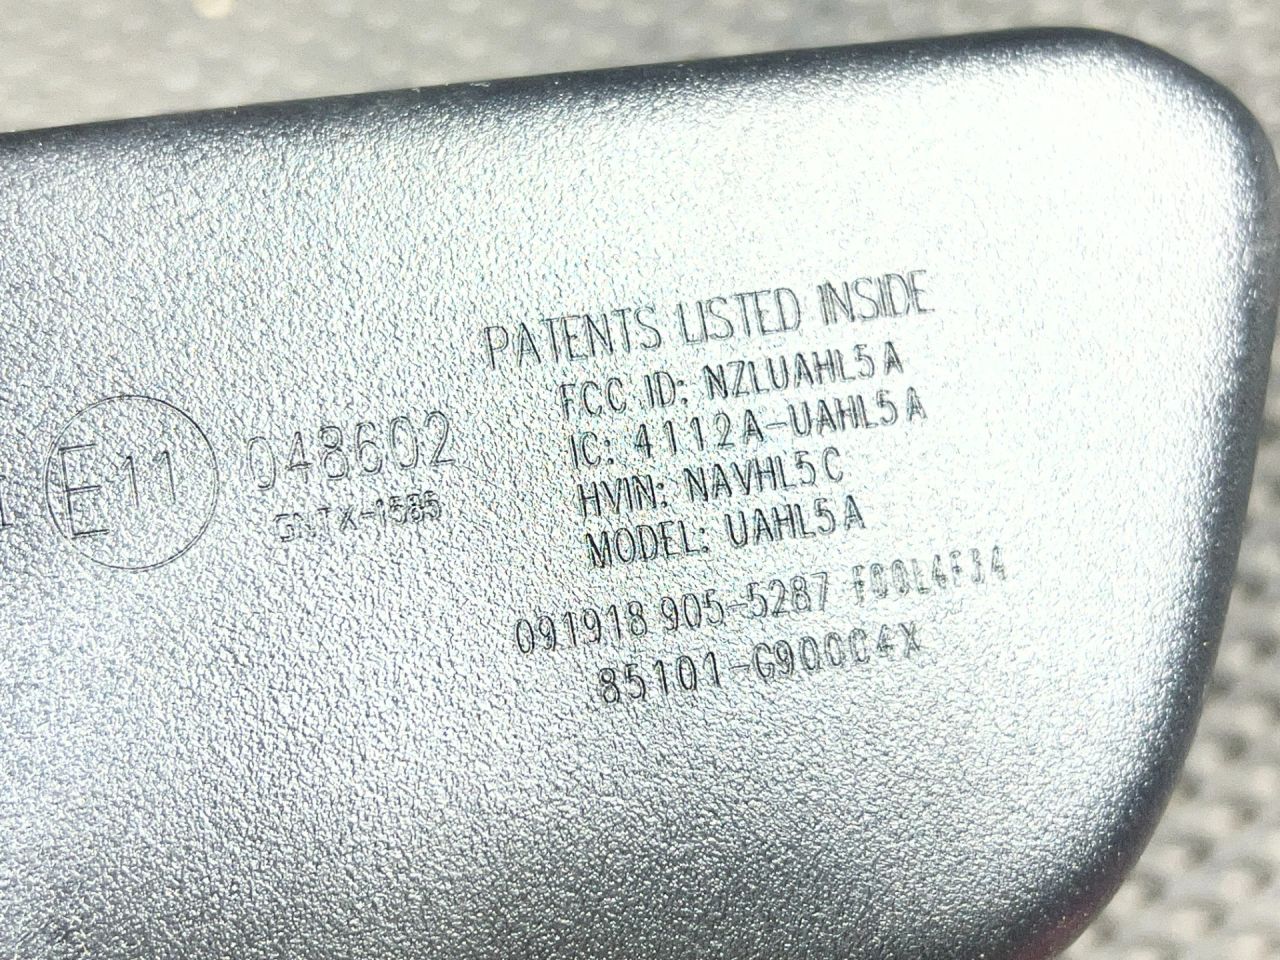 PATENTS LISTED INSIDE
FCC ID: NZLUAHL5A
IC: 4112A-UAHL5A
HVIN: NAVHL5C
MODEL: UAHL5A
E11 048602
091918 905-5287
85101-G900C4X